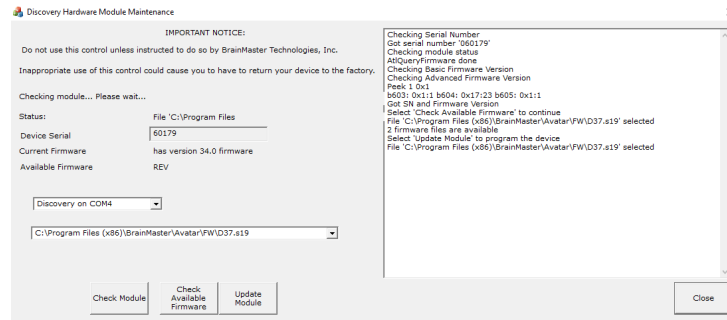 Discovery Hardware Module Maintenance
IMPORTANT NOTICE:
Do not use this control unless instructed to do so by BrainMaster Technologies, Inc.
Inappropriate use of this control could cause you to have to return your device to the factory.
Checking module... Please wait...
Status: File 'C:\Program Files
Device Serial 60179
Current Firmware has version 34.0 firmware
Available Firmware REV
Discovery on COM4
C:\Program Files (x86)\BrainMaster\Avatar\FW\D37.s19
Check Module
Check
Available
Firmware
Update
Module
Checking Serial Number
Got serial number '060179'
Checking module status
AtlQueryFirmware done
Checking Basic Firmware Version
Checking Advanced Firmware Version
Peek 1 0x1
b603: 0x1:1 b604: 0x17:23 b605: 0x1:1
Got SN and Firmware Version
Select 'Check Available Firmware' to continue
File 'C:\Program Files (x86)\BrainMaster\Avatar\FW\D37.s19' selected
2 firmware files are available
Select 'Update Module' to program the device
File 'C:\Program Files (x86)\BrainMaster\Avatar\FW\D37.s19' selected
Close